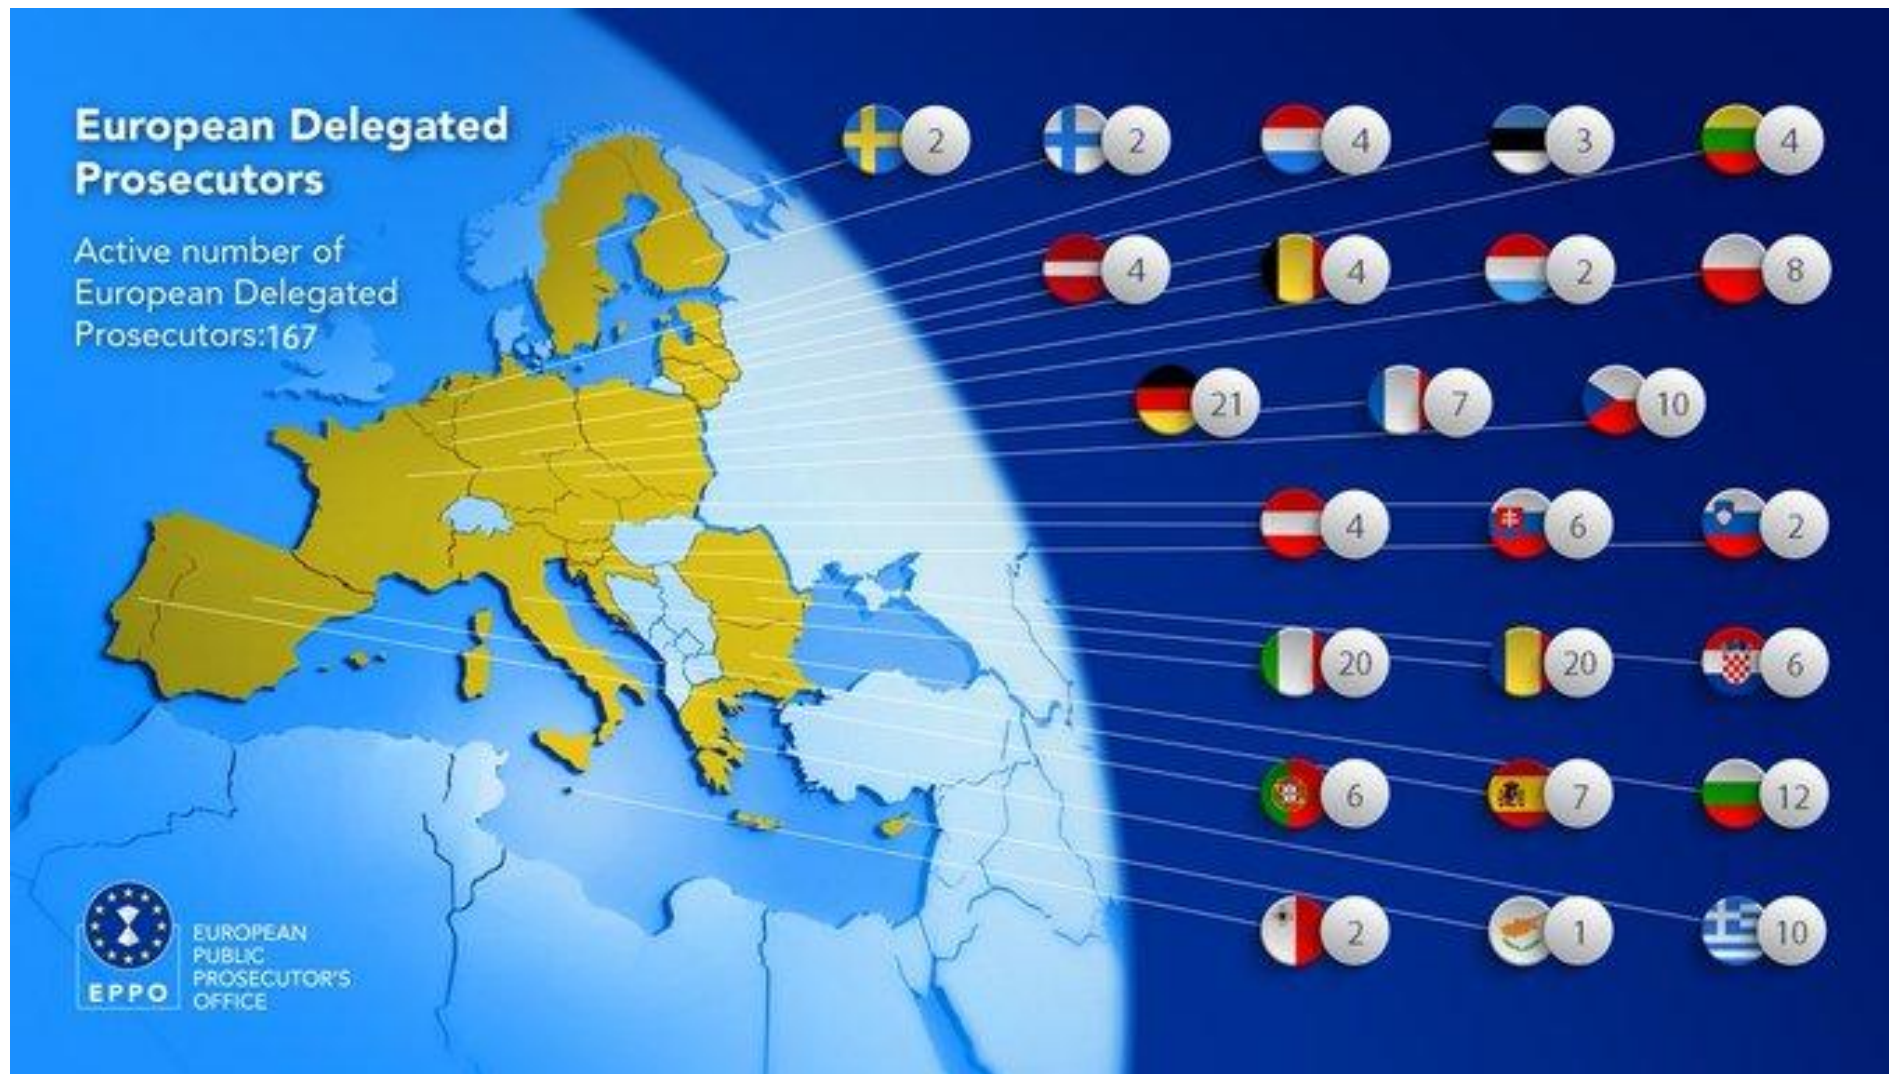 European Delegated
Prosecutors
Active number of
European Delegated
Prosecutors:167
2
2
4
3
4
4
4
2
8
21
7
10
4
6
2
20
20
6
6
7
12
2
1
10
EPPO
EUROPEAN
PUBLIC
PROSECUTOR'S
OFFICE